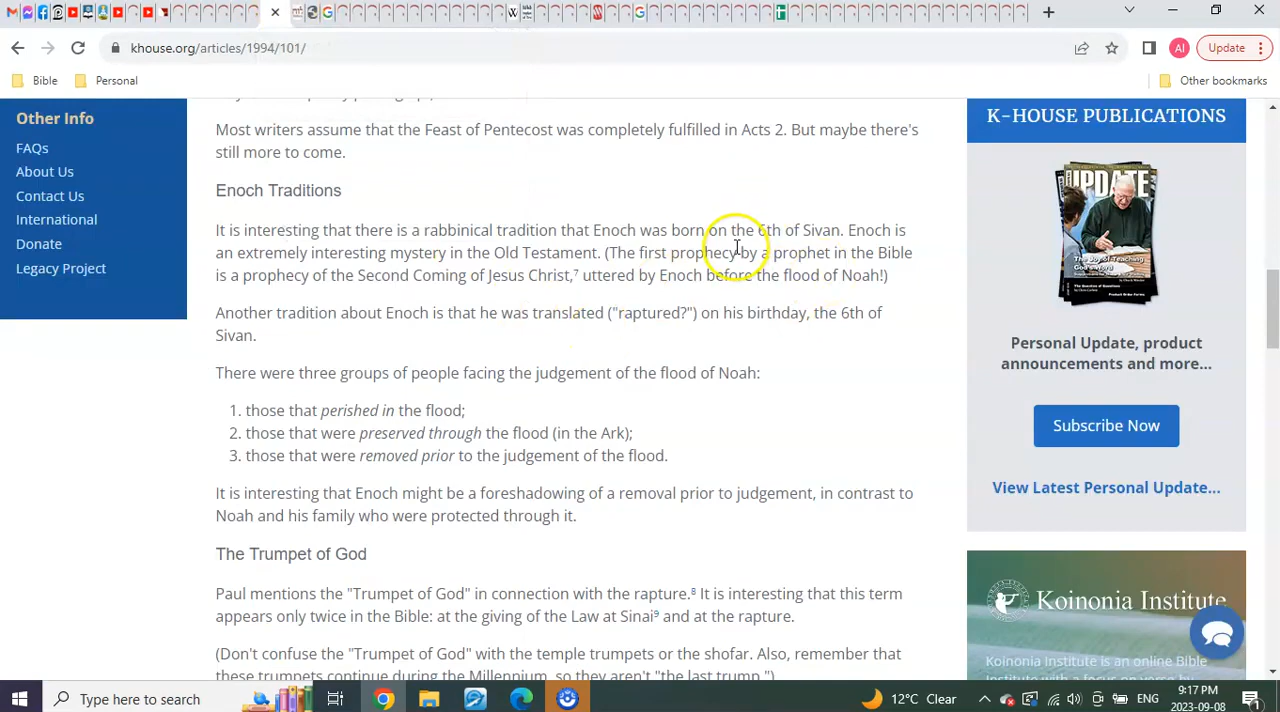 khouse.org/articles/1994/101/
AI
Update
Bible
Personal
Other bookmarks
Other Info
FAQs
About Us
Contact Us
International
Donate
Legacy Project
Most writers assume that the Feast of Pentecost was completely fulfilled in Acts 2. But maybe there's
still more to come.
Enoch Traditions
It is interesting that there is a rabbinical tradition that Enoch was born on the 6th of Sivan. Enoch is
an extremely interesting mystery in the Old Testament. (The first prophecy by a prophet in the Bible
is a prophecy of the Second Coming of Jesus Christ,⁷ uttered by Enoch before the flood of Noah!)
Another tradition about Enoch is that he was translated ("raptured?") on his birthday, the 6th of
Sivan.
There were three groups of people facing the judgement of the flood of Noah:
1. those that perished in the flood;
2. those that were preserved through the flood (in the Ark);
3. those that were removed prior to the judgement of the flood.
It is interesting that Enoch might be a foreshadowing of a removal prior to judgement, in contrast to
Noah and his family who were protected through it.
The Trumpet of God
Paul mentions the "Trumpet of God" in connection with the rapture.⁸ It is interesting that this term
appears only twice in the Bible: at the giving of the Law at Sinai⁹ and at the rapture.
(Don't confuse the "Trumpet of God" with the temple trumpets or the shofar. Also, remember that
these trumpets continue during the Millennium, so they aren't "the last trump.")
K-HOUSE PUBLICATIONS
UPDATE
Personal Update, product
announcements and more...
Subscribe Now
View Latest Personal Update...
Koinonia Institute
Koinonia Institute is an online Bible
Type here to search
12°C Clear
ENG
9:17 PM
2023-09-08